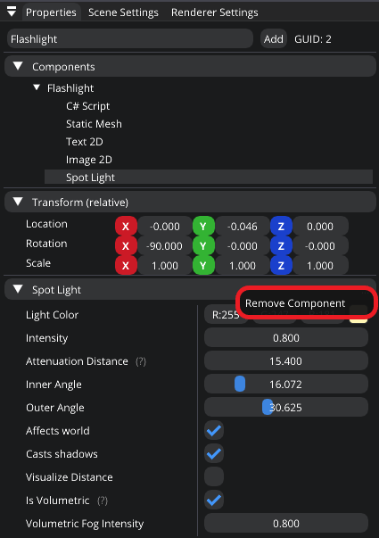 Properties Scene Settings Renderer Settings
Flashlight Add GUID: 2
Components
Flashlight
C# Script
Static Mesh
Text 2D
Image 2D
Spot Light
Transform (relative)
Location X -0.000 Y -0.046 Z 0.000
Rotation X -90.000 Y -0.000 Z -0.000
Scale X 1.000 Y 1.000 Z 1.000
Spot Light
Remove Component
Light Color R:255
Intensity 0.800
Attenuation Distance (?) 15.400
Inner Angle 16.072
Outer Angle 30.625
Affects world
Casts shadows
Visualize Distance
Is Volumetric (?)
Volumetric Fog Intensity 0.800